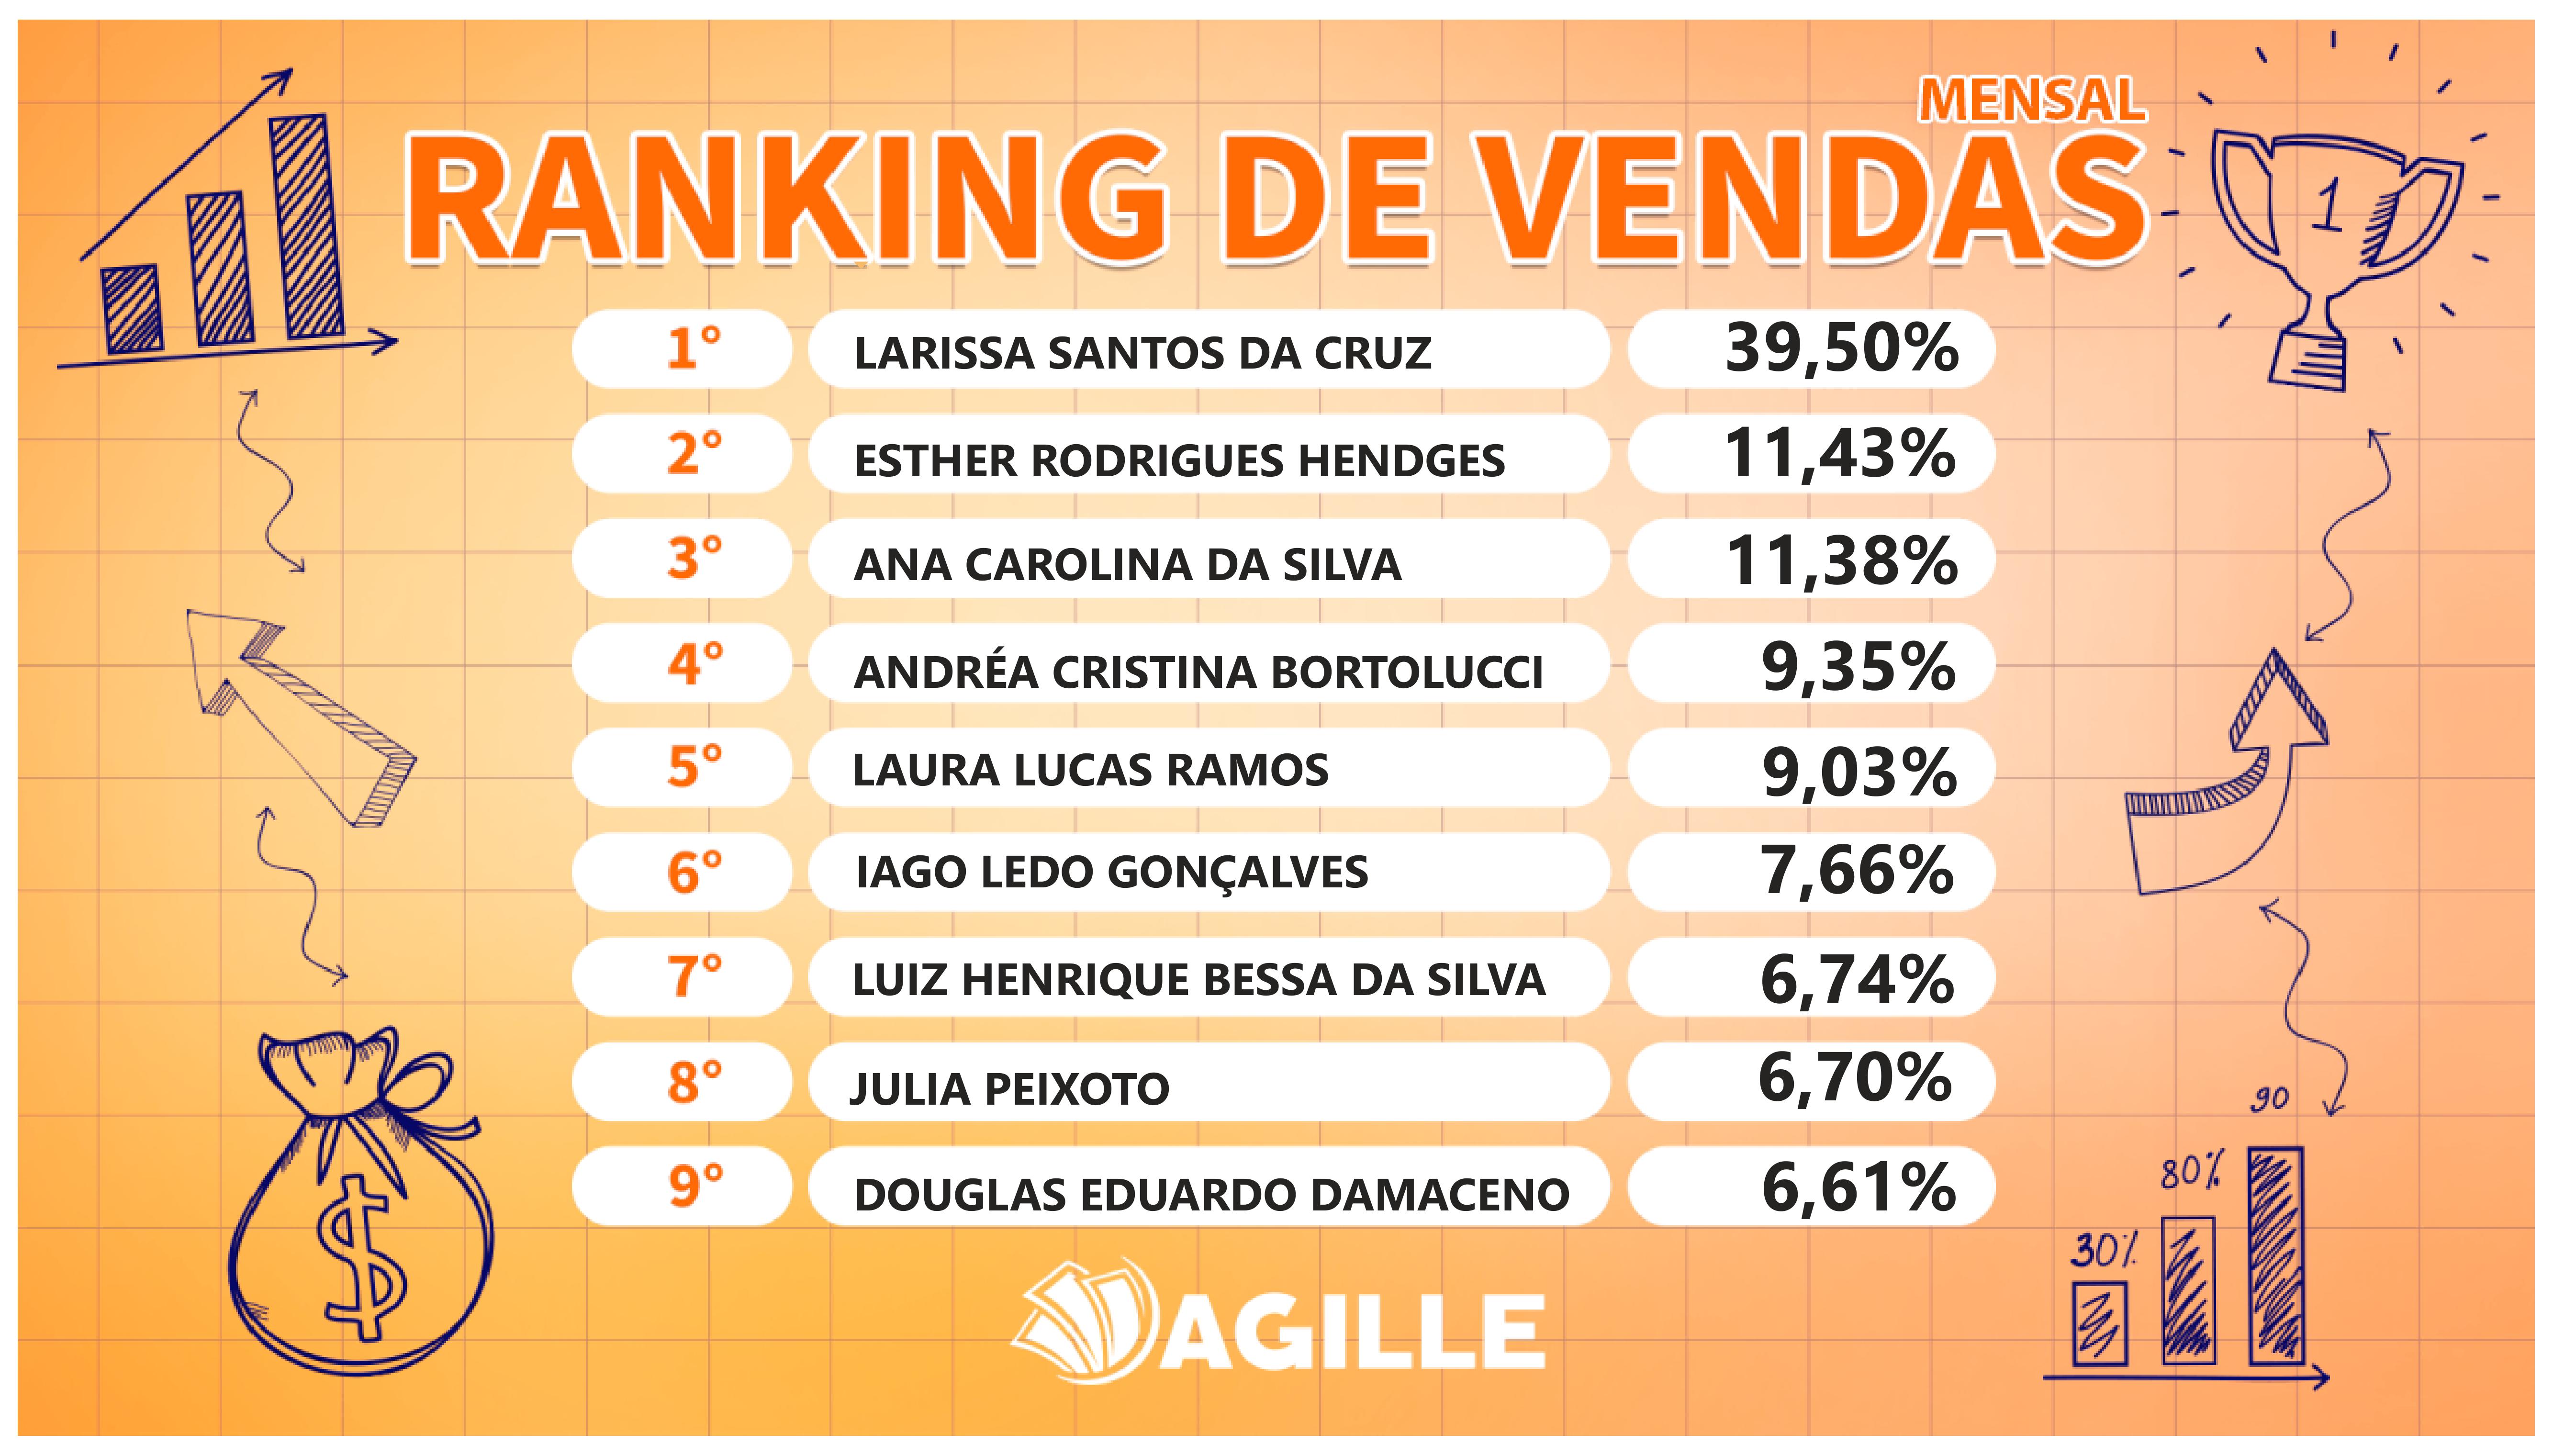 MENSAL
RANKING DE VENDAS
1
1° LARISSA SANTOS DA CRUZ 39,50%
2° ESTHER RODRIGUES HENDGES 11,43%
3° ANA CAROLINA DA SILVA 11,38%
4° ANDRÉA CRISTINA BORTOLUCCI 9,35%
5° LAURA LUCAS RAMOS 9,03%
6° IAGO LEDO GONÇALVES 7,66%
7° LUIZ HENRIQUE BESSA DA SILVA 6,74%
8° JULIA PEIXOTO 6,70%
9° DOUGLAS EDUARDO DAMACENO 6,61%
90
80%
30%
$
AGILLE